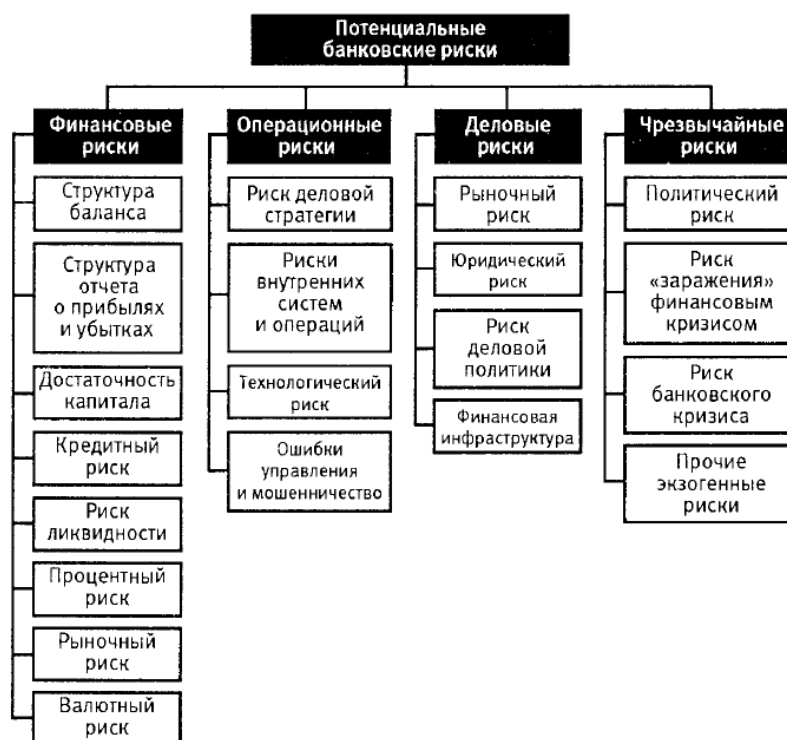 Потенциальные
банковские риски
Финансовые
риски
Структура
баланса
Структура
отчета
о прибылях
и убытках
Достаточность
капитала
Кредитный
риск
Риск
ликвидности
Процентный
риск
Рыночный
риск
Валютный
риск
Операционные
риски
Риск деловой
стратегии
Риски
внутренних
систем
и операций
Технологический
риск
Ошибки
управления
и мошенничество
Деловые
риски
Рыночный
риск
Юридический
риск
Риск
деловой
политики
Финансовая
инфраструктура
Чрезвычайные
риски
Политический
риск
Риск
«заражения»
финансовым
кризисом
Риск
банковского
кризиса
Прочие
экзогенные
риски